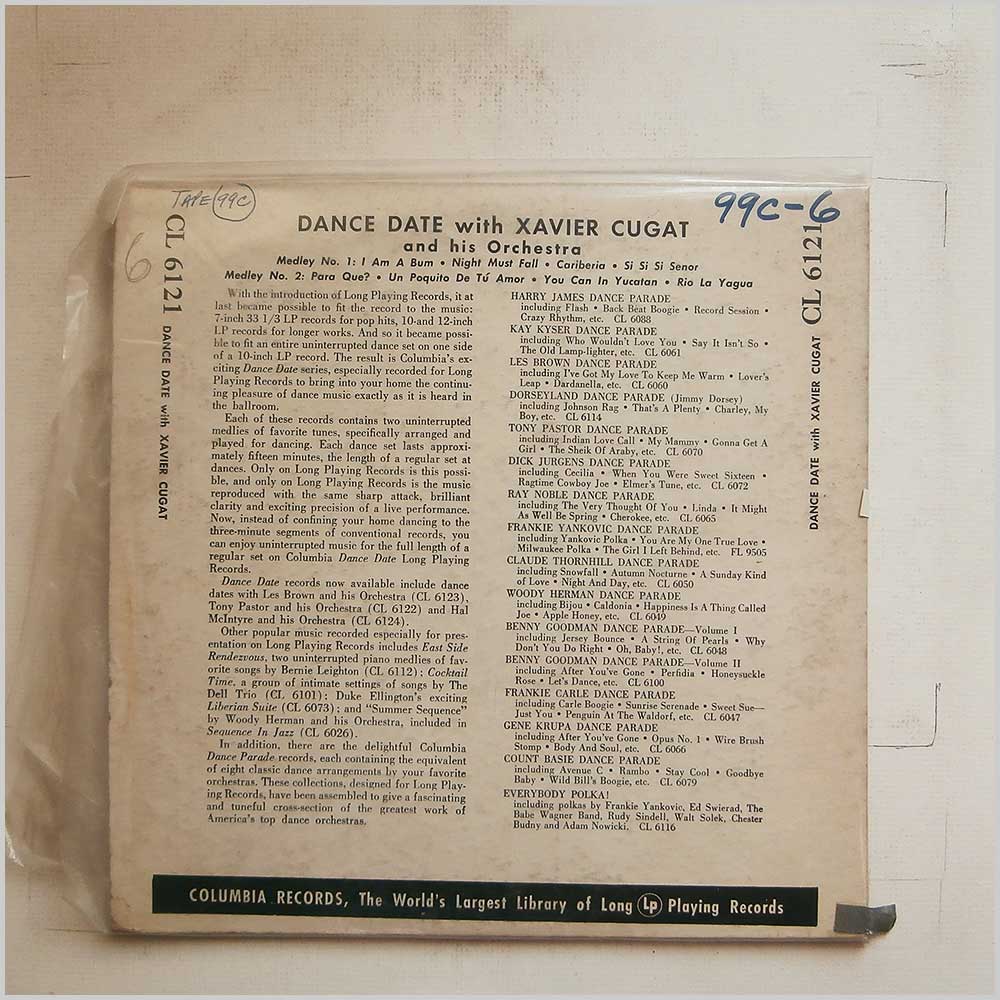 TAPE 99C
99C-6
6
CL 6121 DANCE DATE with XAVIER CUGAT
DANCE DATE with XAVIER CUGAT
and his Orchestra
Medley No. 1: I Am A Bum • Night Must Fall • Cariberia • Si Si Si Senor
Medley No. 2: Para Que? • Un Poquito De Tú Amor • You Can In Yucatan • Rio La Yagua
With the introduction of Long Playing Records, it at
last became possible to fit the record to the music:
7-inch 33 1/3 LP records for pop hits, 10-and 12-inch
LP records for longer works. And so it became possi-
ble to fit an entire uninterrupted dance set on one side
of a 10-inch LP record. The result is Columbia's ex-
citing Dance Date series, especially recorded for Long
Playing Records to bring into your home the continu-
ing pleasure of dance music exactly as it is heard in
the ballroom.
Each of these records contains two uninterrupted
medlies of favorite tunes, specifically arranged and
played for dancing. Each dance set lasts approxi-
mately fifteen minutes, the length of a regular set at
dances. Only on Long Playing Records is this possi-
ble, and only on Long Playing Records is the music
reproduced with the same sharp attack, brilliant
clarity and exciting precision of a live performance.
Now, instead of confining your home dancing to the
three-minute segments of conventional records, you
can enjoy uninterrupted music for the full length of a
regular set on Columbia Dance Date Long Playing
Records.
Dance Date records now available include dance
dates with Les Brown and his Orchestra (CL 6123),
Tony Pastor and his Orchestra (CL 6122) and Hal
McIntyre and his Orchestra (CL 6124).
Other popular music recorded especially for pres-
entation on Long Playing Records includes East Side
Rendezvous, two uninterrupted piano medlies of fav-
orite songs by Bernie Leighton (CL 6112); Cocktail
Time, a group of intimate settings of songs by The
Dell Trio (CL 6101); Duke Ellington's exciting
Liberian Suite (CL 6073); and "Summer Sequence"
by Woody Herman and his Orchestra, included in
Sequence In Jazz (CL 6026).
In addition, there are the delightful Columbia
Dance Parade records, each containing the equivalent
of eight classic dance arrangements by your favorite
orchestras. These collections, designed for Long Play-
ing Records, have been assembled to give a fascinating
and tuneful cross-section of the greatest work of
America's top dance orchestras.
HARRY JAMES DANCE PARADE
including Flash • Back Beat Boogie • Record Session •
Crazy Rhythm, etc. CL 6088
KAY KYSER DANCE PARADE
including Who Wouldn't Love You • Say It Isn't So •
The Old Lamp-lighter, etc. CL 6061
LES BROWN DANCE PARADE
including I've Got My Love To Keep Me Warm • Lover's
Leap • Dardanella, etc. CL 6060
DORSEYLAND DANCE PARADE (Jimmy Dorsey)
including Johnson Rag • That's A Plenty • Charley, My
Boy, etc. CL 6114
TONY PASTOR DANCE PARADE
including Indian Love Call • My Mammy • Gonna Get A
Girl • The Sheik Of Araby, etc. CL 6070
DICK JURGENS DANCE PARADE
including Cecilia • When You Were Sweet Sixteen •
Ragtime Cowboy Joe • Elmer's Tune, etc. CL 6072
RAY NOBLE DANCE PARADE
including The Very Thought Of You • Linda • It Might
As Well Be Spring • Cherokee, etc. CL 6065
FRANKIE YANKOVIC DANCE PARADE
including Yankovic Polka • You Are My One True Love •
Milwaukee Polka • The Girl I Left Behind, etc. FL 9505
CLAUDE THORNHILL DANCE PARADE
including Snowfall • Autumn Nocturne • A Sunday Kind
of Love • Night And Day, etc. CL 6050
WOODY HERMAN DANCE PARADE
including Bijou • Caldonia • Happiness Is A Thing Called
Joe • Apple Honey, etc. CL 6049
BENNY GOODMAN DANCE PARADE—Volume I
including Jersey Bounce • A String Of Pearls • Why
Don't You Do Right • Oh, Baby!, etc. CL 6048
BENNY GOODMAN DANCE PARADE—Volume II
including After You've Gone • Perfidia • Honeysuckle
Rose • Let's Dance, etc. CL 6100
FRANKIE CARLE DANCE PARADE
including Carle Boogie • Sunrise Serenade • Sweet Sue—
Just You • Penguin At The Waldorf, etc. CL 6047
GENE KRUPA DANCE PARADE
including After You've Gone • Opus No. 1 • Wire Brush
Stomp • Body And Soul, etc. CL 6066
COUNT BASIE DANCE PARADE
including Avenue C • Rambo • Stay Cool • Goodbye
Baby • Wild Bill's Boogie, etc. CL 6079
EVERYBODY POLKA!
including polkas by Frankie Yankovic, Ed Swierad, The
Babe Wagner Band, Rudy Sindell, Walt Solek, Chester
Budny and Adam Nowicki. CL 6116
DANCE DATE with XAVIER CUGAT CL 6121
COLUMBIA RECORDS, The World's Largest Library of Long Lp Playing Records